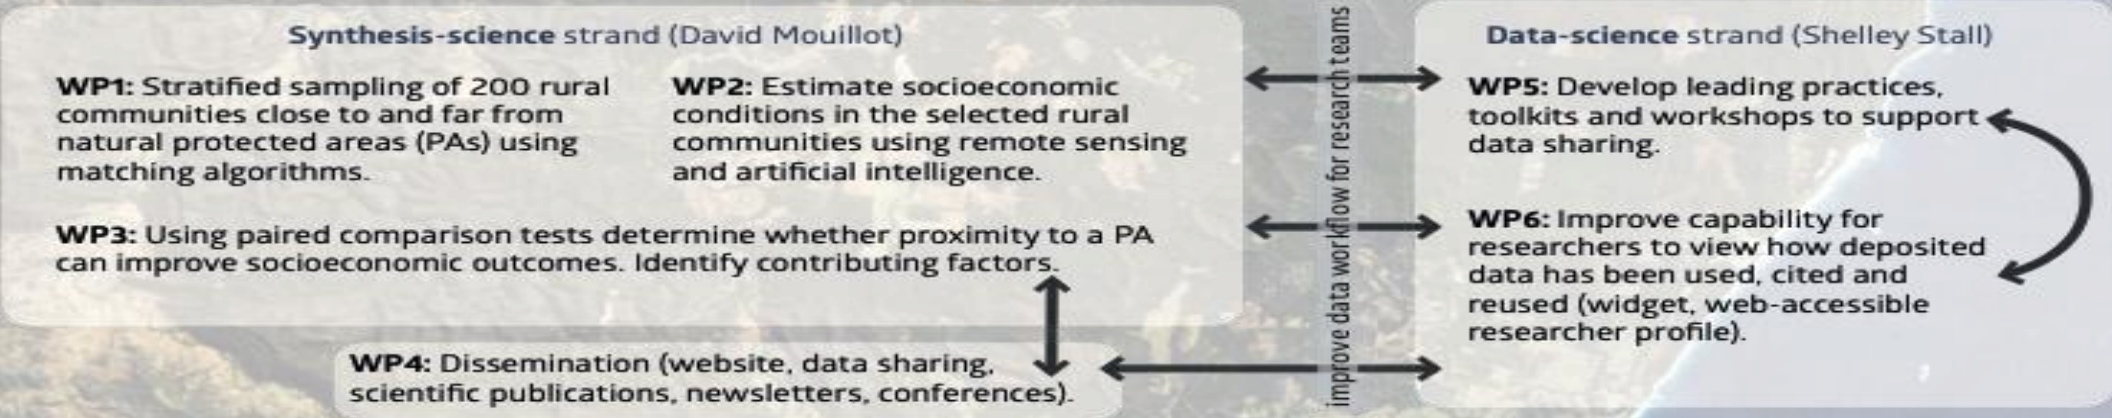 Synthesis-science strand (David Mouillot)
WP1: Stratified sampling of 200 rural
communities close to and far from
natural protected areas (PAs) using
matching algorithms.
WP2: Estimate socioeconomic
conditions in the selected rural
communities using remote sensing
and artificial intelligence.
WP3: Using paired comparison tests determine whether proximity to a PA
can improve socioeconomic outcomes. Identify contributing factors.
WP4: Dissemination (website, data sharing,
scientific publications, newsletters, conferences).
improve data workflow for research teams
Data-science strand (Shelley Stall)
WP5: Develop leading practices,
toolkits and workshops to support
data sharing.
WP6: Improve capability for
researchers to view how deposited
data has been used, cited and
reused (widget, web-accessible
researcher profile).